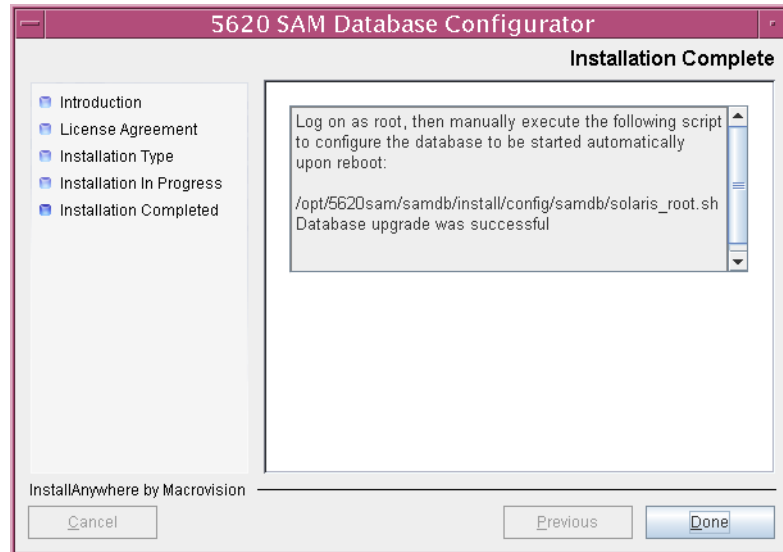 5620 SAM Database Configurator
Installation Complete
Introduction
License Agreement
Installation Type
Installation In Progress
Installation Completed
Log on as root, then manually execute the following script
to configure the database to be started automatically
upon reboot:
/opt/5620sam/samdb/install/config/samdb/solaris_root.sh
Database upgrade was successful
InstallAnywhere by Macrovision
Cancel
Previous
Done